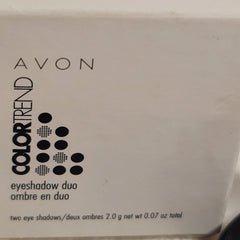 AVON
COLORTREND
eyeshadow duo
ombre en duo
two eye shadows/deux ombres 2.0 g net wt 0.07 oz total